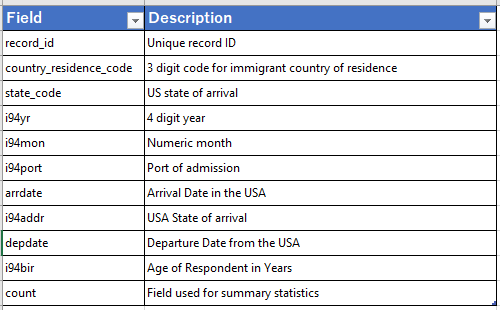 Field Description
record_id Unique record ID
country_residence_code 3 digit code for immigrant country of residence
state_code US state of arrival
i94yr 4 digit year
i94mon Numeric month
i94port Port of admission
arrdate Arrival Date in the USA
i94addr USA State of arrival
depdate Departure Date from the USA
i94bir Age of Respondent in Years
count Field used for summary statistics